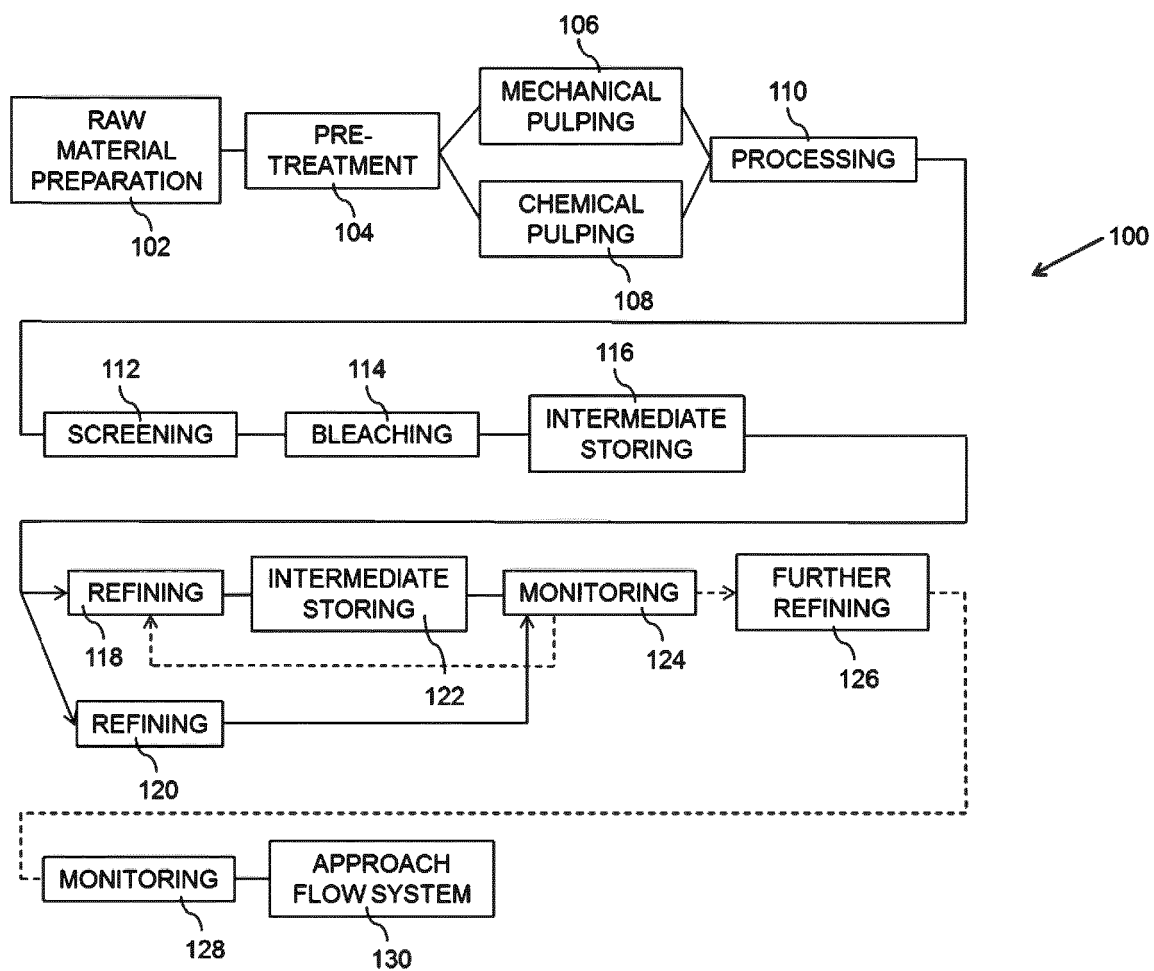 106
MECHANICAL
PULPING
110
RAW
MATERIAL
PREPARATION
PRE-
TREATMENT
PROCESSING
CHEMICAL
PULPING
102
104
108
100
112
114
116
SCREENING
BLEACHING
INTERMEDIATE
STORING
REFINING
INTERMEDIATE
STORING
MONITORING
FURTHER
REFINING
118
122
124
126
REFINING
120
MONITORING
APPROACH
FLOW SYSTEM
128
130